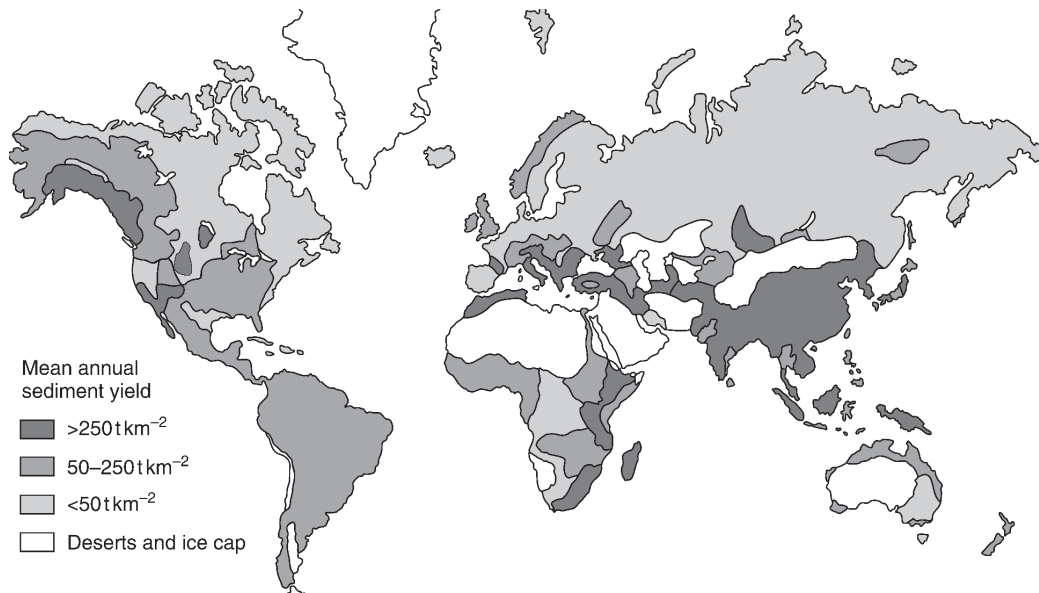 Mean annual
sediment yield
>250 t km⁻²
50–250 t km⁻²
<50 t km⁻²
Deserts and ice cap